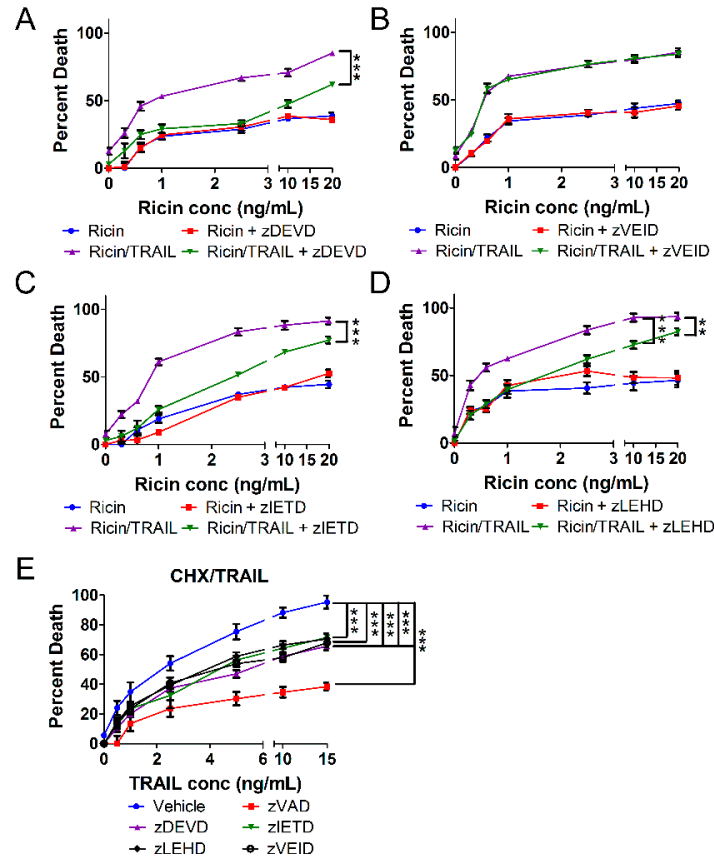 A
Percent Death
100
50
0
0 1 2 3 10 15 20
***
Ricin conc (ng/mL)
Ricin Ricin + zDEVD
Ricin/TRAIL Ricin/TRAIL + zDEVD
B
Percent Death
100
50
0
0 1 2 3 10 15 20
Ricin conc (ng/mL)
Ricin Ricin + zVEID
Ricin/TRAIL Ricin/TRAIL + zVEID
C
Percent Death
100
50
0
0 1 2 3 10 15 20
***
Ricin conc (ng/mL)
Ricin Ricin + zIETD
Ricin/TRAIL Ricin/TRAIL + zIETD
D
Percent Death
100
50
0
0 1 2 3 10 15 20
*** **
Ricin conc (ng/mL)
Ricin Ricin + zLEHD
Ricin/TRAIL Ricin/TRAIL + zLEHD
E
CHX/TRAIL
Percent Death
100
80
60
40
20
0
0 2 4 6 10 15
*** *** *** *** ***
TRAIL conc (ng/mL)
Vehicle zVAD
zDEVD zIETD
zLEHD zVEID